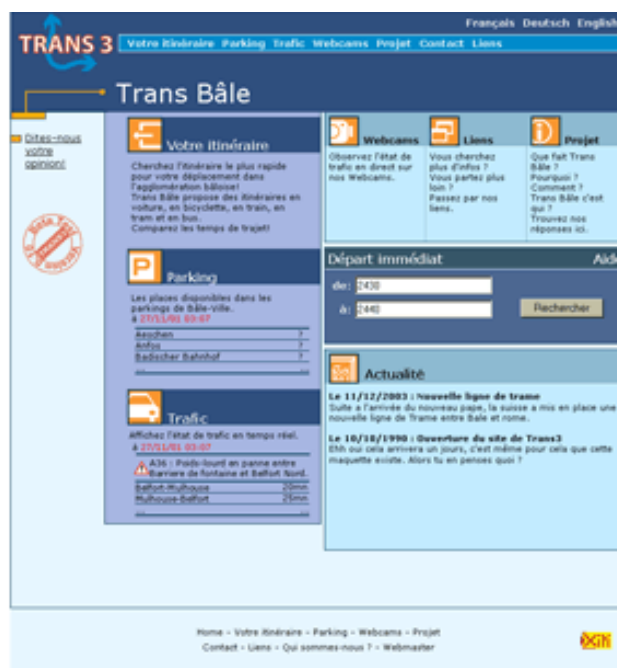 Français Deutsch English
TRANS 3
Votre itinéraire Parking Trafic Webcams Projet Contact Liens
Trans Bâle
Dites-nous
votre
opinion!
Votre itinéraire
Cherchez l'itinéraire le plus rapide
pour votre déplacement dans
l'agglomération bâloise!
Trans Bâle propose des itinéraires en
voiture, en bicyclette, en train, en
tram et en bus.
Comparez les temps de trajet!
Parking
Les places disponibles dans les
parkings de Bâle-Ville.
à 27/11/01 03:07
Aeschen ?
Anfos ?
Badischer Bahnhof ?
...
Trafic
Affichez l'état de trafic en temps réel.
à 27/11/01 03:07
A36 : Poids-lourd en panne entre
Barriere de fontaine et Belfort Nord.
Belfort-Mulhouse 20mn
Mulhouse-Belfort 25mn
...
Webcams
Observez l'état de
trafic en direct sur
nos Webcams.
Liens
Vous cherchez
plus d'infos ?
Vous partez plus
loin ?
Passez par nos
liens.
Projet
Que fait Trans
Bâle ?
Pourquoi ?
Comment ?
Trans Bâle c'est
qui ?
Trouvez nos
réponses ici.
Départ immédiat Aide
de: 2430
à: 2440
Rechercher
Actualité
Le 11/12/2003 : Nouvelle ligne de trame
Suite a l'arrivée du nouveau pape, la suisse a mis en place une
nouvelle ligne de Trame entre Bale et rome.
Le 10/10/1990 : Ouverture du site de Trans3
Ehh oui cela arrivera un jours, c'est même pour cela que cette
maquette existe. Alors tu en penses quoi ?
Home - Votre itinéraire - Parking - Webcams - Projet
Contact - Liens - Qui sommes-nous ? - Webmaster